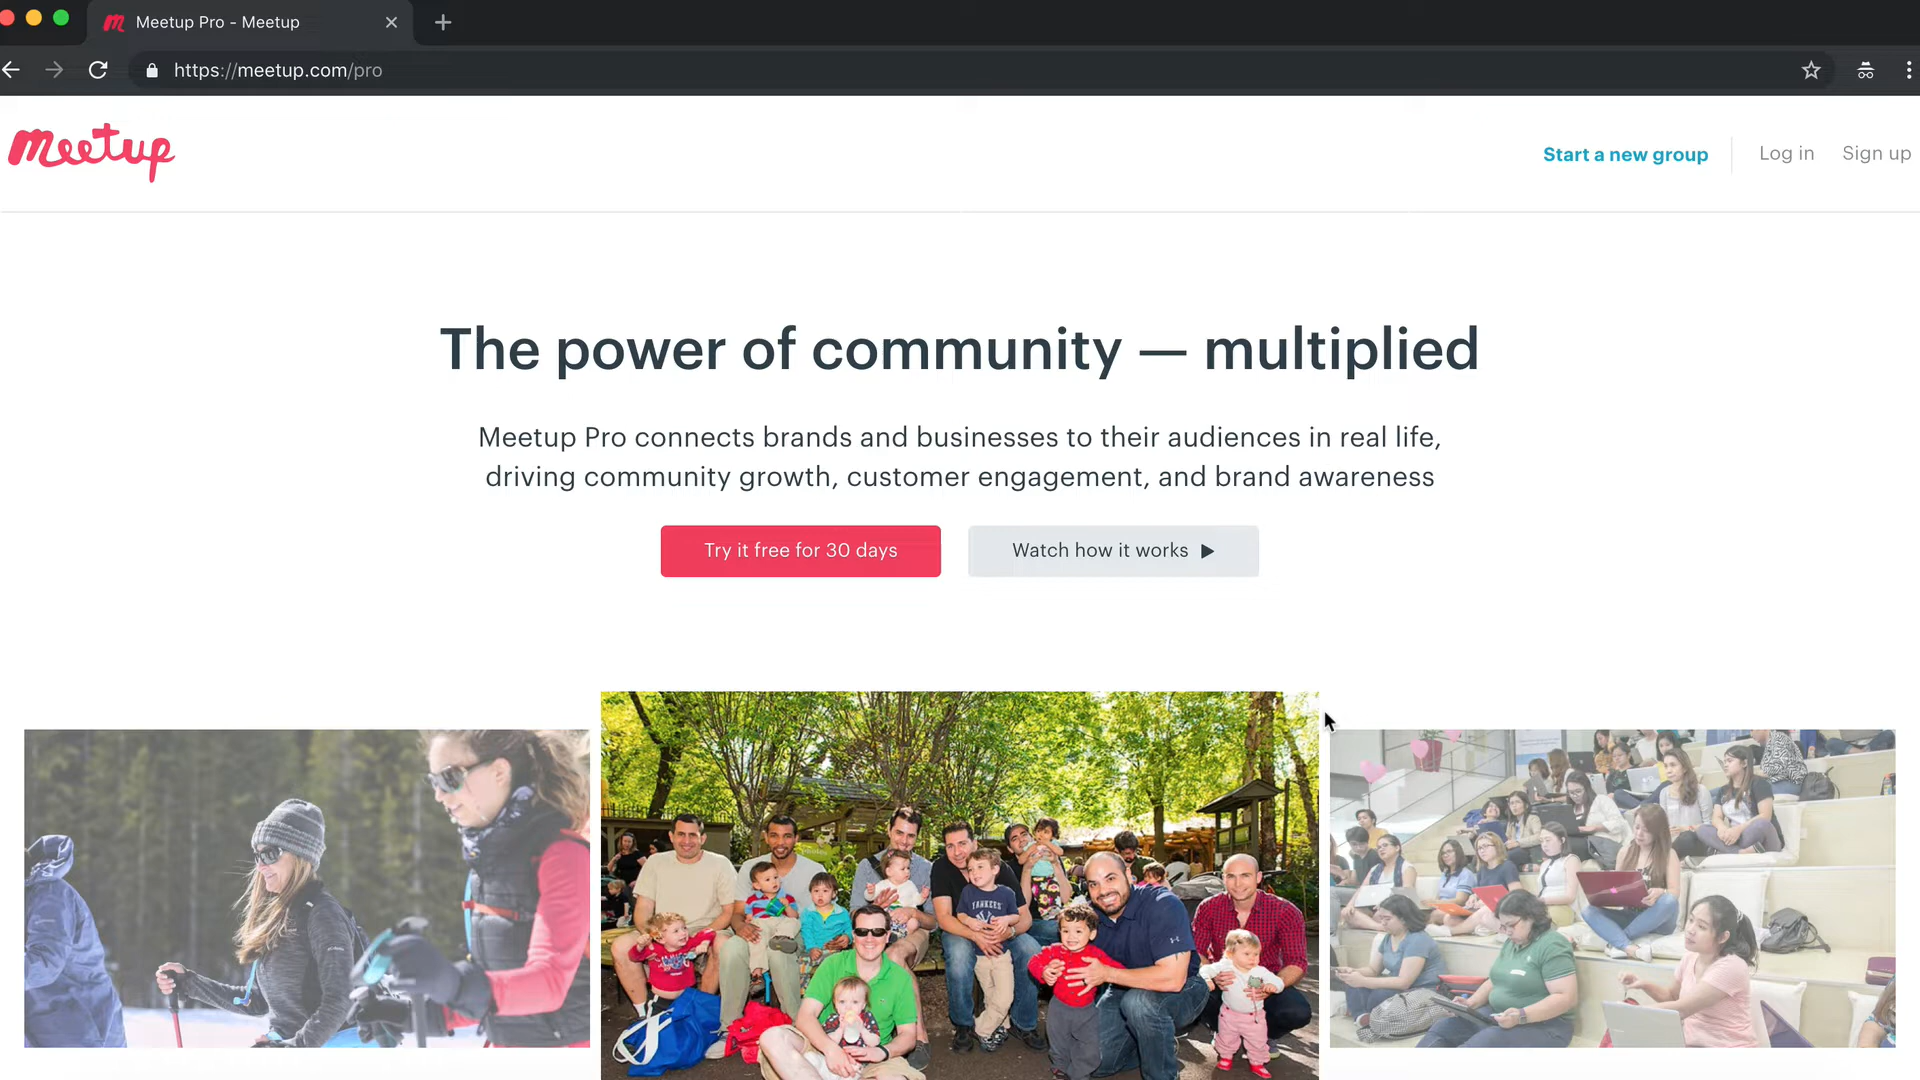 Meetup Pro - Meetup
https://meetup.com/pro
meetup
Start a new group
Log in
Sign up
The power of community — multiplied
Meetup Pro connects brands and businesses to their audiences in real life,
driving community growth, customer engagement, and brand awareness
Try it free for 30 days
Watch how it works
YANKEES